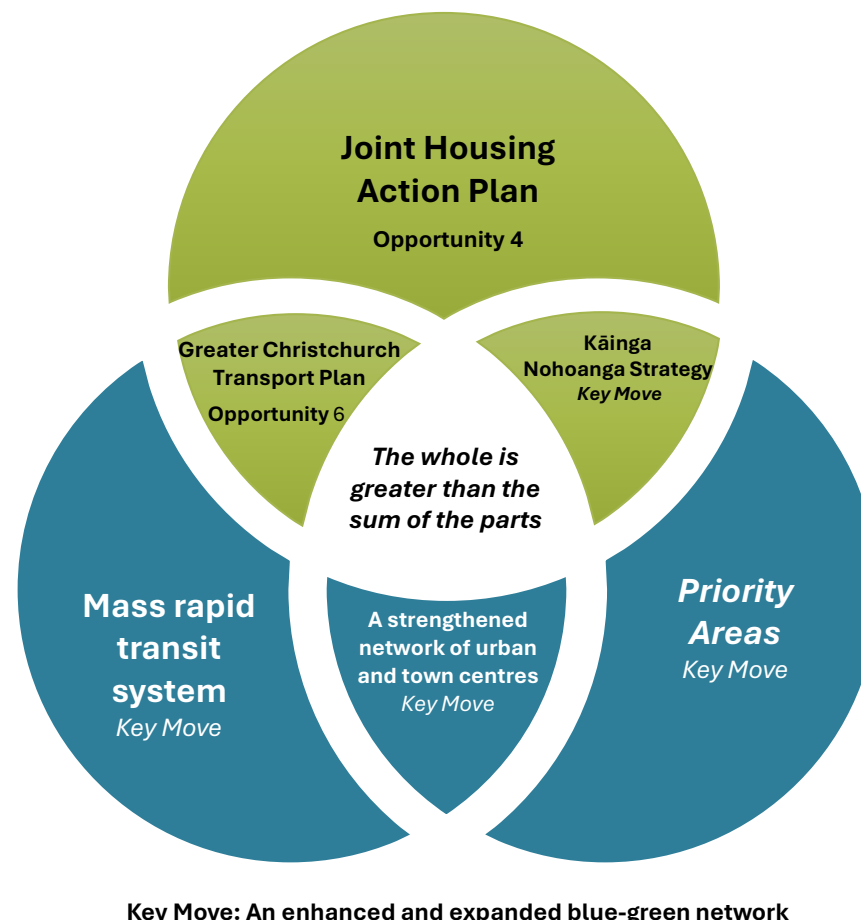 Joint Housing
Action Plan
Opportunity 4
Greater Christchurch
Transport Plan
Opportunity 6
Kāinga
Nohoanga Strategy
Key Move
The whole is
greater than the
sum of the parts
Mass rapid
transit
system
Key Move
A strengthened
network of urban
and town centres
Key Move
Priority
Areas
Key Move
Key Move: An enhanced and expanded blue-green network